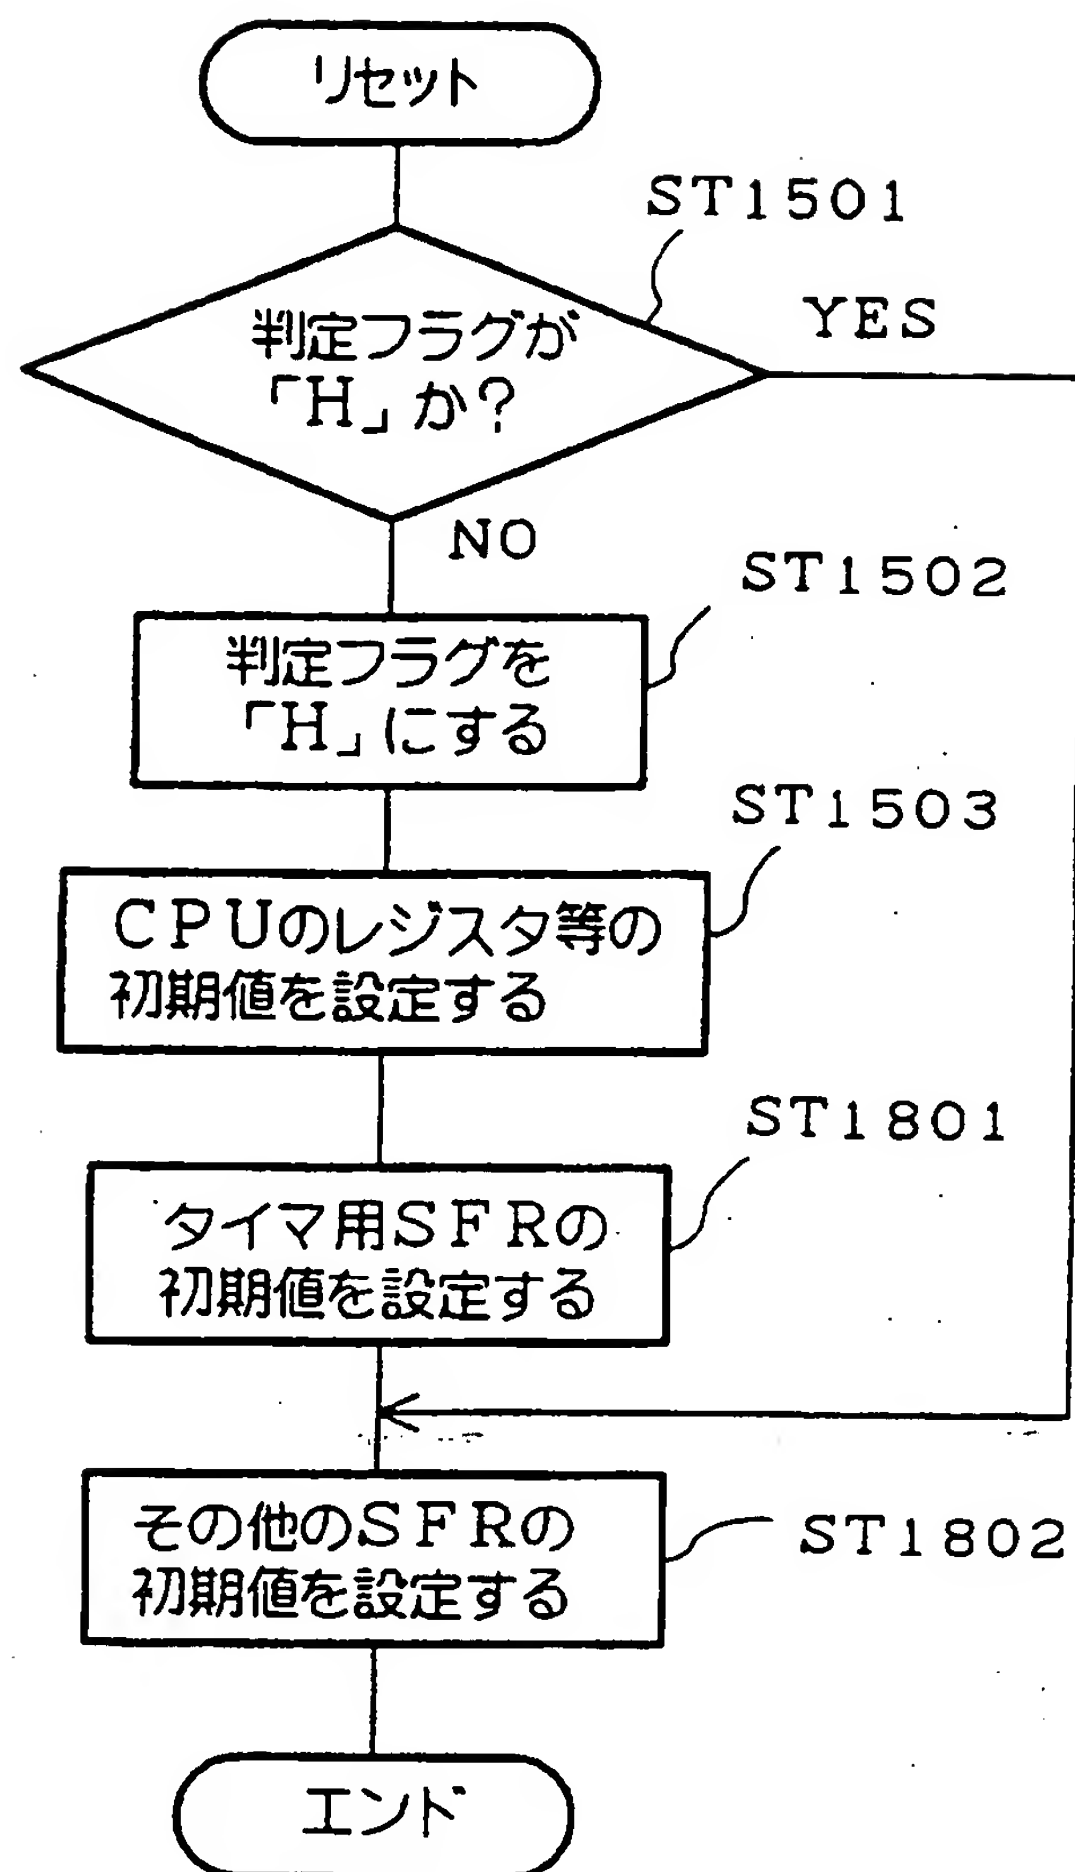 リセット
ST1501
判定フラグが
「H」か?
YES
NO
ST1502
判定フラグを
「H」にする
ST1503
CPUのレジスタ等の
初期値を設定する
ST1801
タイマ用SFRの
初期値を設定する
その他のSFRの
初期値を設定する
ST1802
エンド